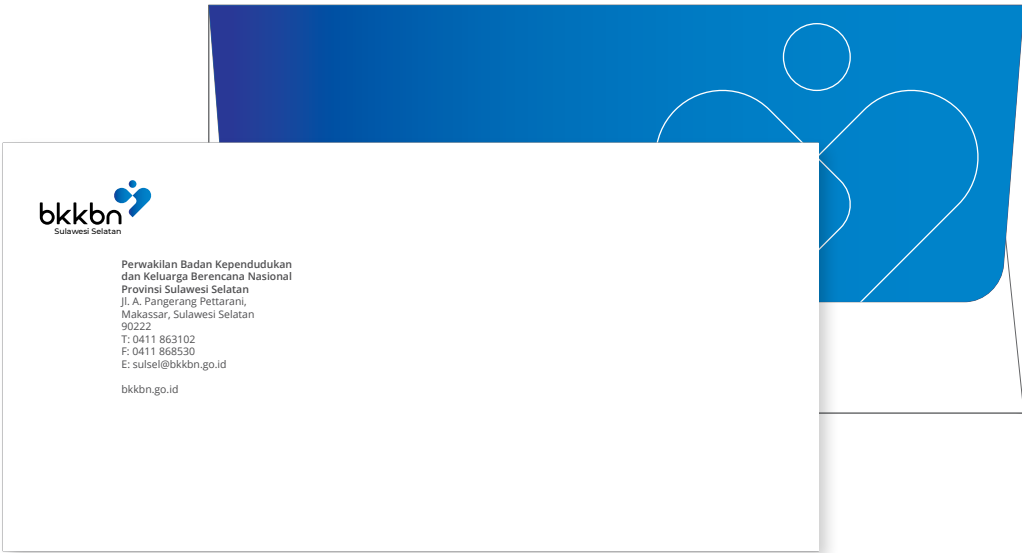 bkkbn
Sulawesi Selatan
Perwakilan Badan Kependudukan
dan Keluarga Berencana Nasional
Provinsi Sulawesi Selatan
Jl. A. Pangerang Pettarani,
Makassar, Sulawesi Selatan
90222
T: 0411 863102
F: 0411 868530
E: sulsel@bkkbn.go.id
bkkbn.go.id